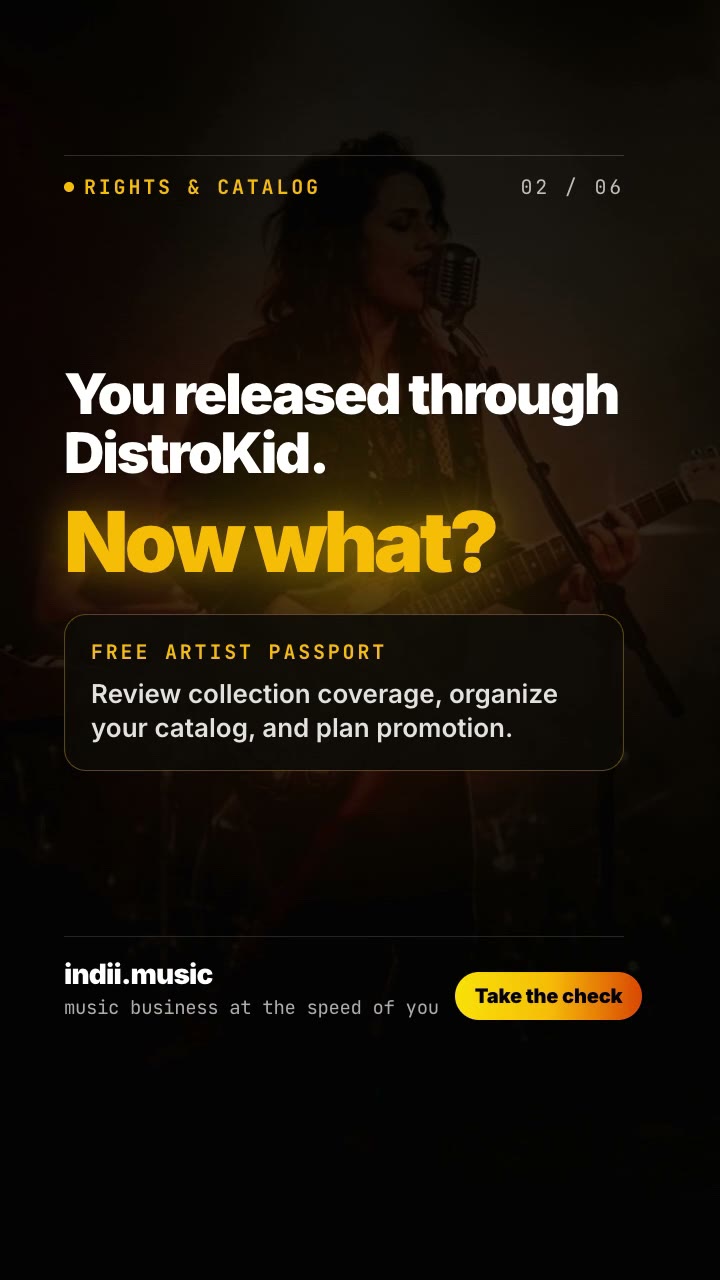 RIGHTS & CATALOG
02 / 06
You released through
DistroKid.
Now what?
FREE ARTIST PASSPORT
Review collection coverage, organize
your catalog, and plan promotion.
indii.music
music business at the speed of you
Take the check